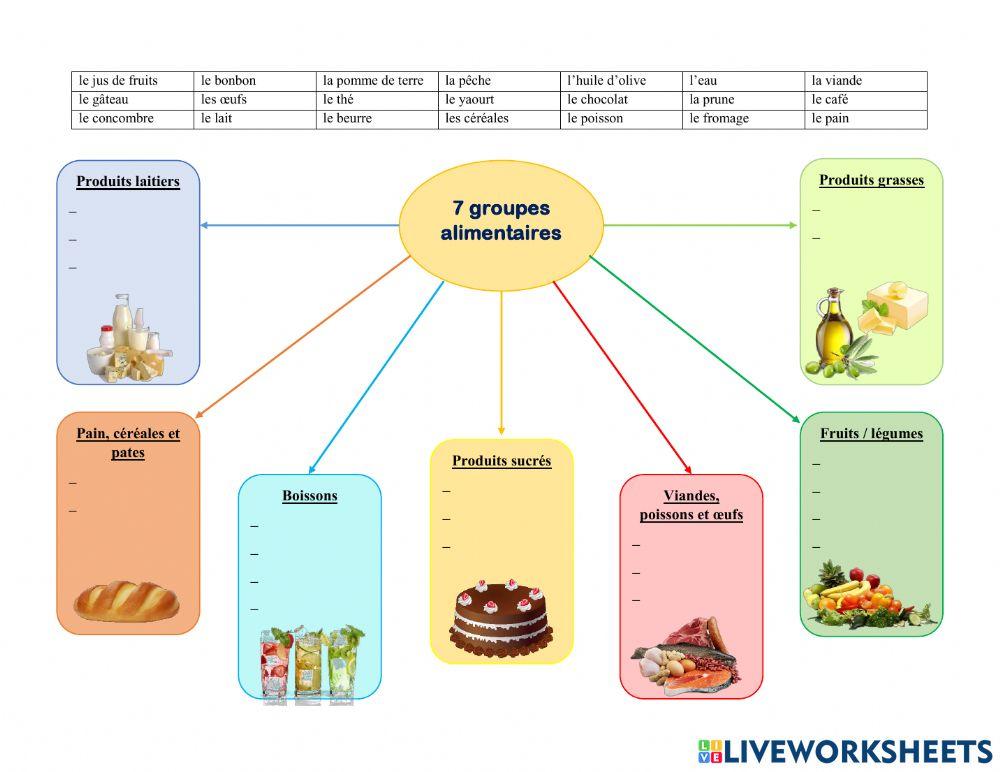 le jus de fruits le bonbon la pomme de terre la pêche l’huile d’olive l’eau la viande
le gâteau les œufs le thé le yaourt le chocolat la prune le café
le concombre le lait le beurre les céréales le poisson le fromage le pain
Produits laitiers
–
–
–
7 groupes
alimentaires
Produits grasses
–
–
Pain, céréales et
pates
–
–
Boissons
–
–
–
–
Produits sucrés
–
–
–
Viandes,
poissons et œufs
–
–
–
Fruits / légumes
–
–
–
–
LIVE LIVEWORKSHEETS